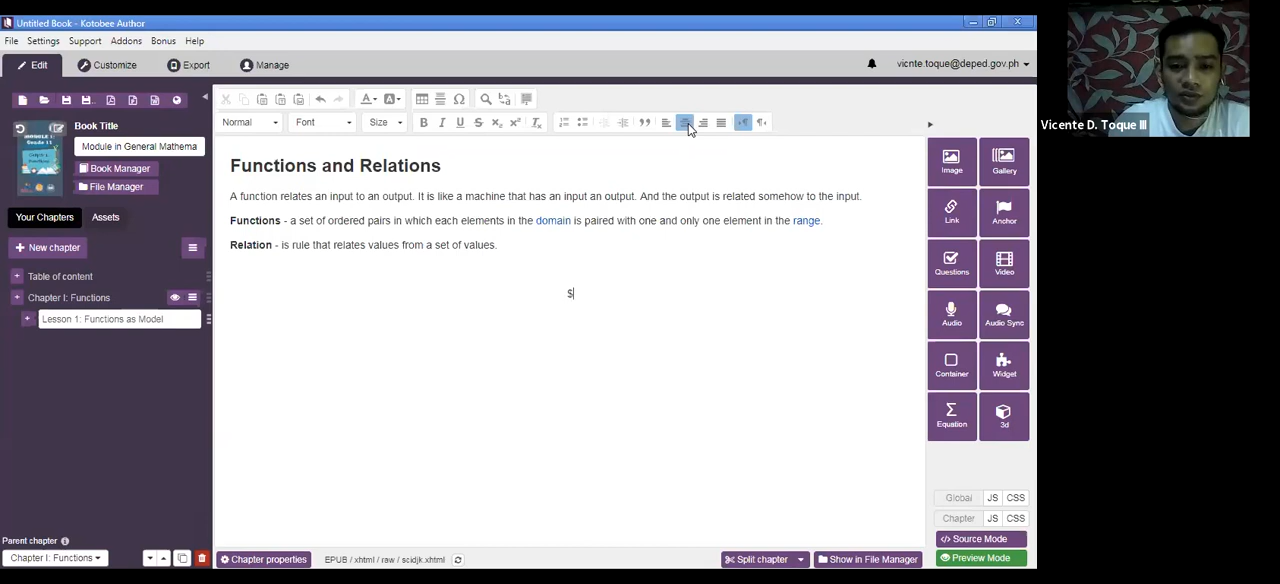 Untitled Book - Kotobee Author
File Settings Support Addons Bonus Help
Edit Customize Export Manage vicnte.toque@deped.gov.ph
Book Title
Module in General Mathema
Book Manager
File Manager
Your Chapters Assets
New chapter
Table of content
Chapter I: Functions
Lesson 1: Functions as Model
Parent chapter
Chapter I: Functions
Normal Font Size
Functions and Relations
A function relates an input to an output. It is like a machine that has an input an output. And the output is related somehow to the input.
Functions - a set of ordered pairs in which each elements in the domain is paired with one and only one element in the range.
Relation - is rule that relates values from a set of values.
$
Chapter properties EPUB / xhtml / raw / scidjk.xhtml Split chapter Show in File Manager
Image Gallery
Link Anchor
Questions Video
Audio Audio Sync
Container Widget
Equation 3d
Global JS CSS
Chapter JS CSS
</> Source Mode
Preview Mode
Vicente D. Toque III